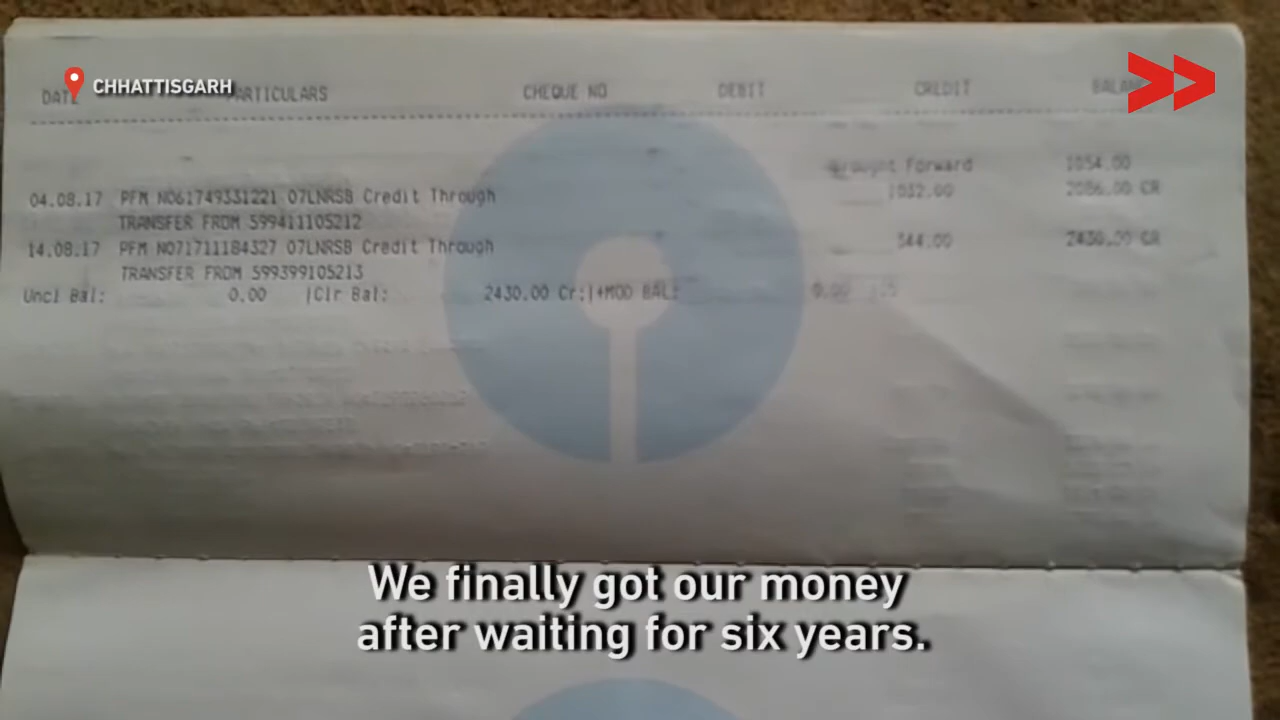 CHHATTISGARH
DATE PARTICULARS CHEQUE NO DEBIT CREDIT
Brought Forward 1054.00
04.08.17 PFM N061749331221 07LNRSB Credit Through 1032.00 2086.00 CR
TRANSFER FROM 599411105212
14.08.17 PFM N071711184327 07LNRSB Credit Through 344.00 2430.00 CR
TRANSFER FROM 599399105213
Uncl Bal: 0.00 |Clr Bal: 2430.00 Cr;|+MOD BAL: 0.00
We finally got our money
after waiting for six years.